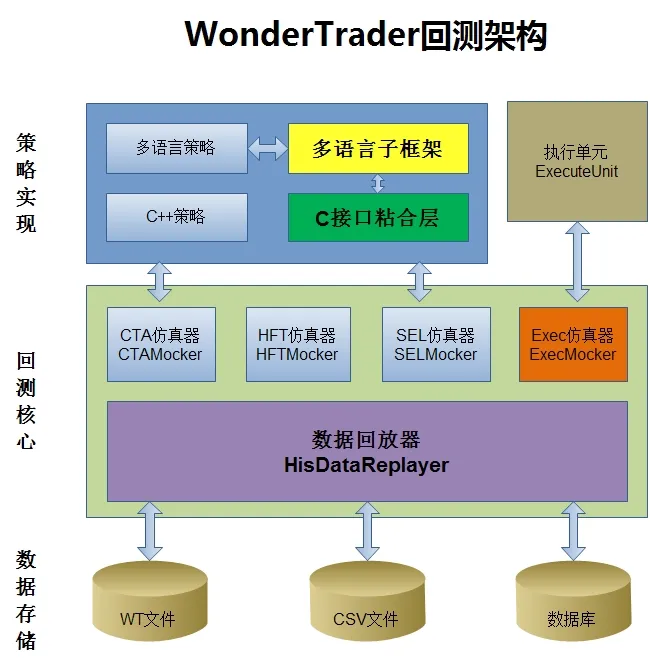 WonderTrader回测架构
策略实现
多语言策略
多语言子框架
C++策略
C接口粘合层
执行单元
ExecuteUnit
回测核心
CTA仿真器
CTAMocker
HFT仿真器
HFTMocker
SEL仿真器
SELMocker
Exec仿真器
ExecMocker
数据回放器
HisDataReplayer
数据存储
WT文件
CSV文件
数据库